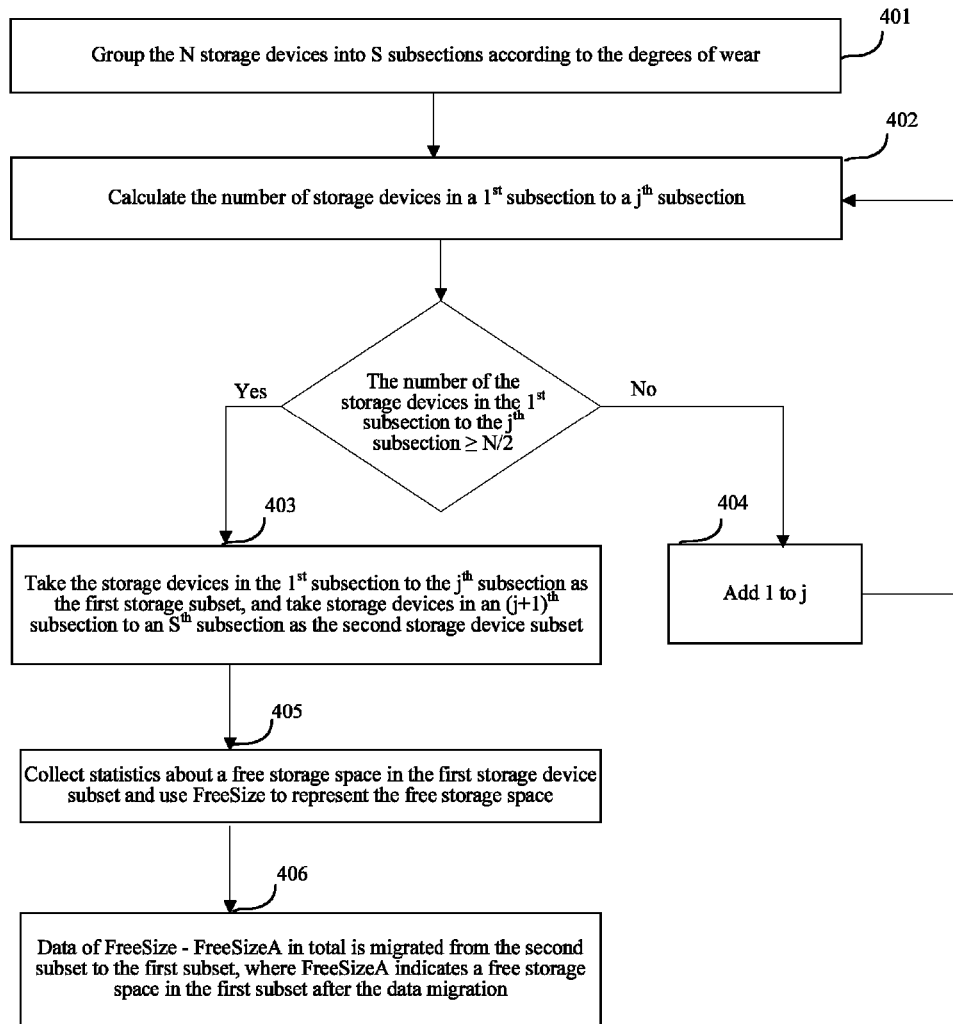 401
Group the N storage devices into S subsections according to the degrees of wear
402
Calculate the number of storage devices in a 1st subsection to a jth subsection
The number of the
storage devices in the 1st
subsection to the jth
subsection ≥ N/2
Yes
No
403
404
Take the storage devices in the 1st subsection to the jth subsection as
the first storage subset, and take storage devices in an (j+1)th
subsection to an Sth subsection as the second storage device subset
Add 1 to j
405
Collect statistics about a free storage space in the first storage device
subset and use FreeSize to represent the free storage space
406
Data of FreeSize - FreeSizeA in total is migrated from the second
subset to the first subset, where FreeSizeA indicates a free storage
space in the first subset after the data migration